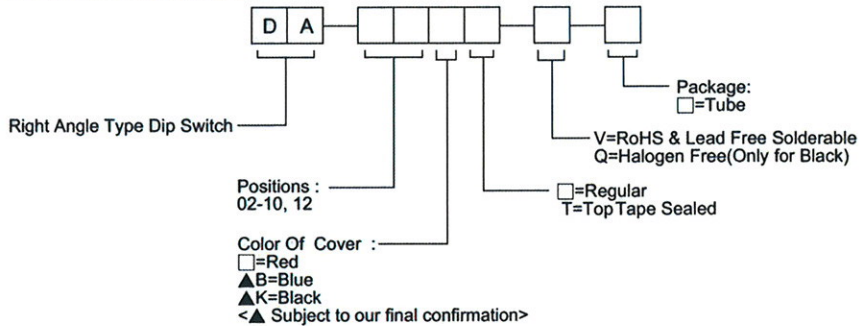 D A
Package:
□=Tube
Right Angle Type Dip Switch
V=RoHS & Lead Free Solderable
Q=Halogen Free(Only for Black)
Positions :
02-10, 12
□=Regular
T=Top Tape Sealed
Color Of Cover :
□=Red
▲B=Blue
▲K=Black
<▲ Subject to our final confirmation>